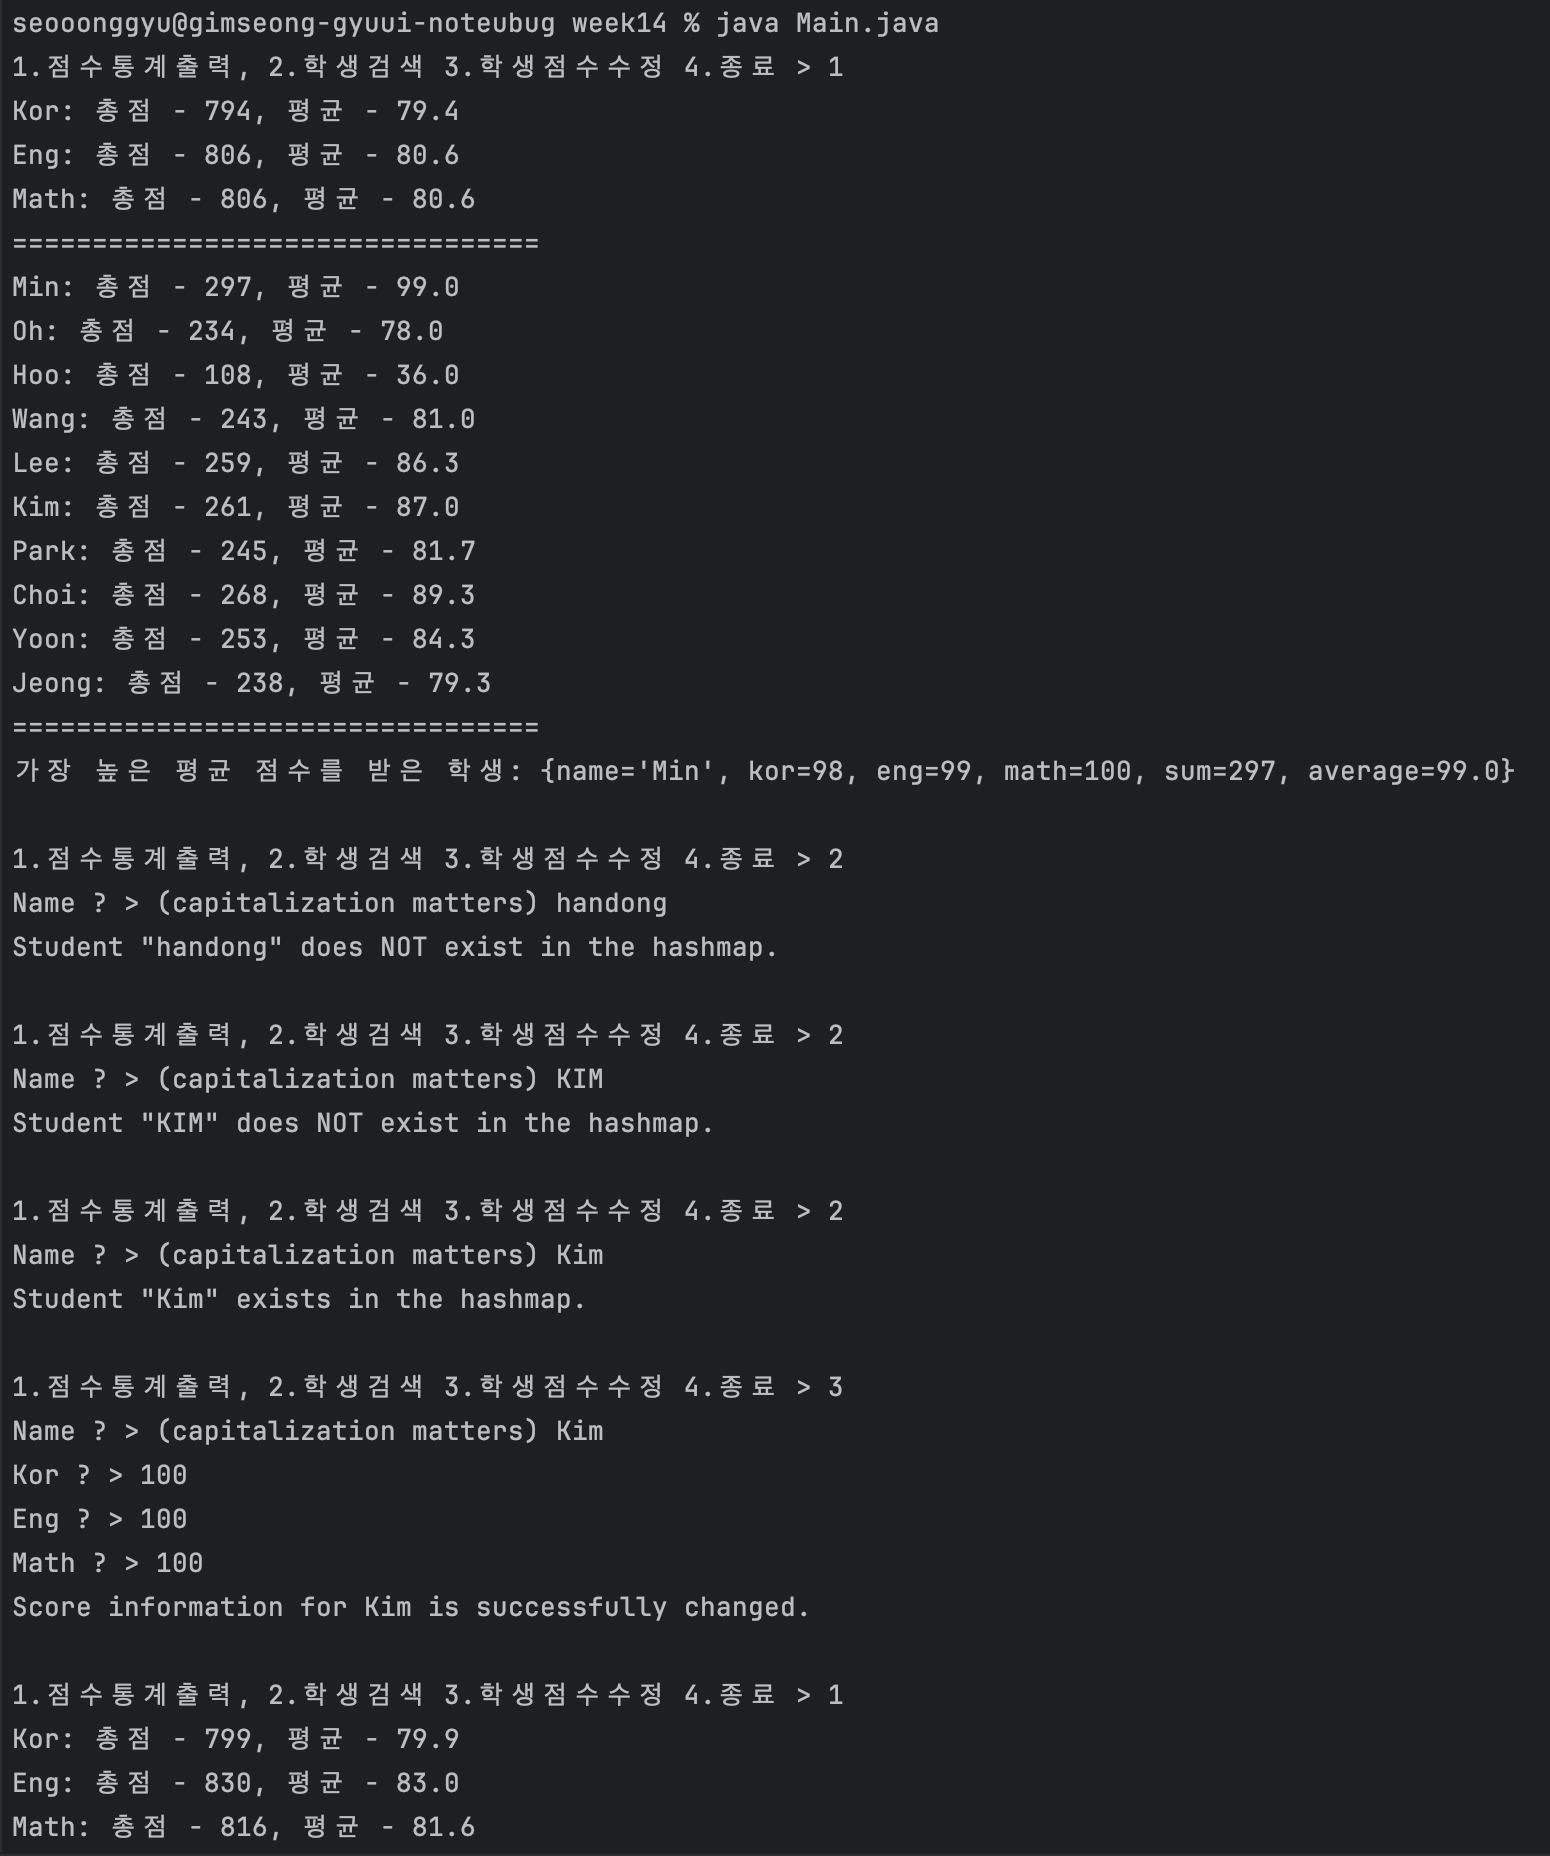 seooonggyu@gimseong-gyuui-noteubug week14 % java Main.java
1.점수통계출력, 2.학생검색 3.학생점수수정 4.종료 > 1
Kor: 총점 - 794, 평균 - 79.4
Eng: 총점 - 806, 평균 - 80.6
Math: 총점 - 806, 평균 - 80.6
=================================
Min: 총점 - 297, 평균 - 99.0
Oh: 총점 - 234, 평균 - 78.0
Hoo: 총점 - 108, 평균 - 36.0
Wang: 총점 - 243, 평균 - 81.0
Lee: 총점 - 259, 평균 - 86.3
Kim: 총점 - 261, 평균 - 87.0
Park: 총점 - 245, 평균 - 81.7
Choi: 총점 - 268, 평균 - 89.3
Yoon: 총점 - 253, 평균 - 84.3
Jeong: 총점 - 238, 평균 - 79.3
=================================
가장 높은 평균 점수를 받은 학생: {name='Min', kor=98, eng=99, math=100, sum=297, average=99.0}
1.점수통계출력, 2.학생검색 3.학생점수수정 4.종료 > 2
Name ? > (capitalization matters) handong
Student "handong" does NOT exist in the hashmap.
1.점수통계출력, 2.학생검색 3.학생점수수정 4.종료 > 2
Name ? > (capitalization matters) KIM
Student "KIM" does NOT exist in the hashmap.
1.점수통계출력, 2.학생검색 3.학생점수수정 4.종료 > 2
Name ? > (capitalization matters) Kim
Student "Kim" exists in the hashmap.
1.점수통계출력, 2.학생검색 3.학생점수수정 4.종료 > 3
Name ? > (capitalization matters) Kim
Kor ? > 100
Eng ? > 100
Math ? > 100
Score information for Kim is successfully changed.
1.점수통계출력, 2.학생검색 3.학생점수수정 4.종료 > 1
Kor: 총점 - 799, 평균 - 79.9
Eng: 총점 - 830, 평균 - 83.0
Math: 총점 - 816, 평균 - 81.6